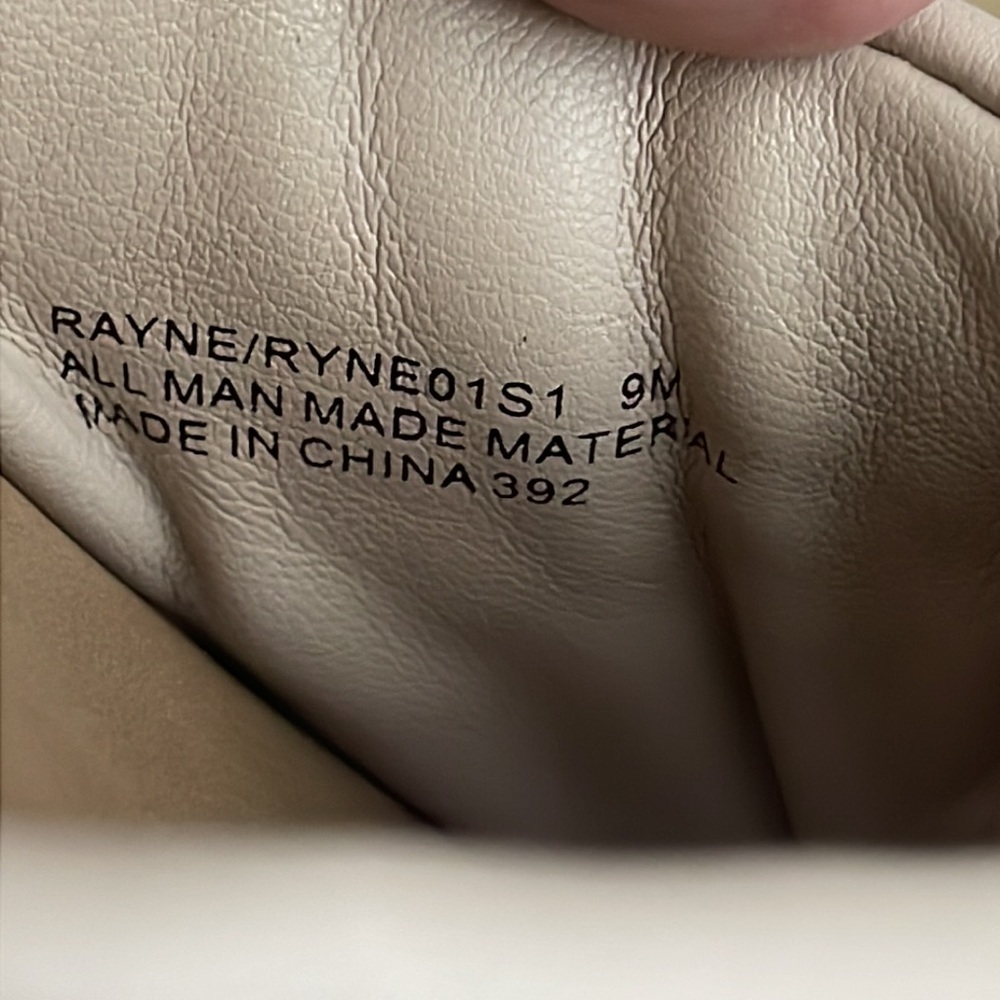 RAYNE/RYNE01S1 9M
ALL MAN MADE MATERIAL
MADE IN CHINA 392